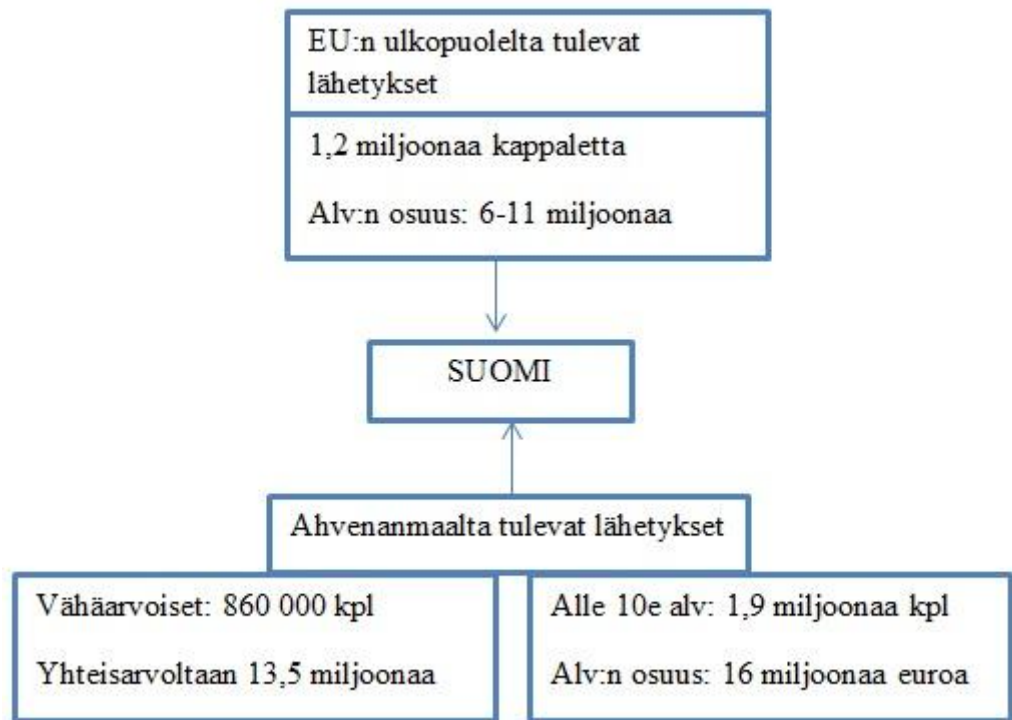 EU:n ulkopuolelta tulevat
lähetykset
1,2 miljoonaa kappaletta
Alv:n osuus: 6-11 miljoonaa
SUOMI
Ahvenanmaalta tulevat lähetykset
Vähäarvoiset: 860 000 kpl
Yhteisarvoltaan 13,5 miljoonaa
Alle 10e alv: 1,9 miljoonaa kpl
Alv:n osuus: 16 miljoonaa euroa